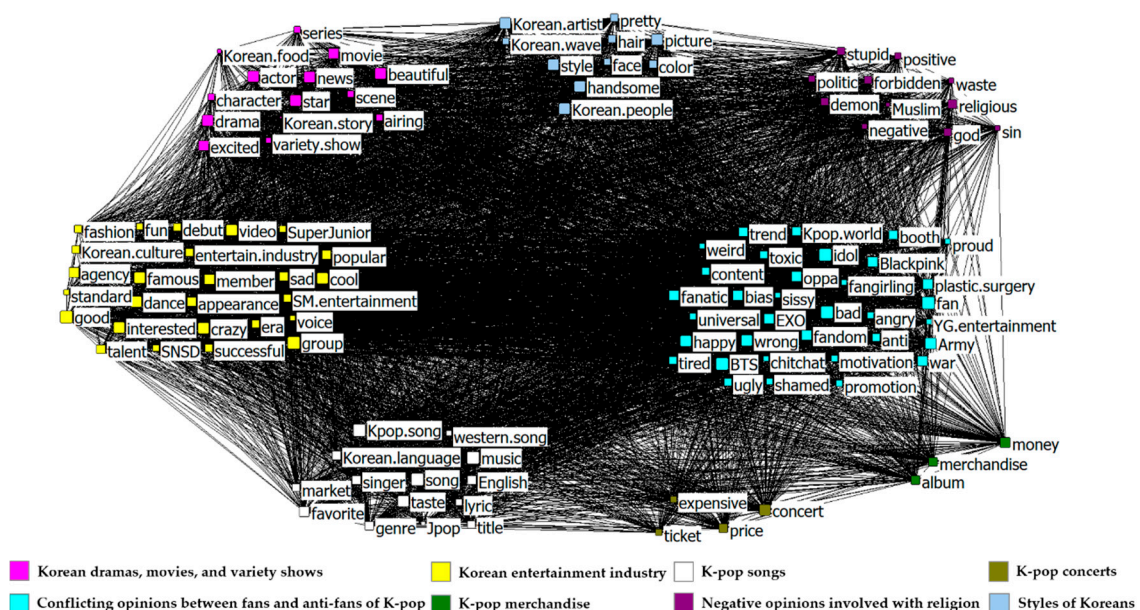 series
Korean.food
movie
actor
news
beautiful
character
star
scene
drama
Korean.story
airing
excited
variety.show
Korean.artist
pretty
Korean.wave
hair
picture
style
face
color
handsome
Korean.people
stupid
positive
politic
forbidden
waste
demon
Muslim
religious
negative
god
sin
fashion
fun
debut
video
SuperJunior
Korean.culture
entertain.industry
popular
agency
famous
member
sad
cool
standard
dance
appearance
SM.entertainment
good
interested
crazy
era
voice
talent
SNSD
successful
group
trend
Kpop.world
booth
proud
weird
toxic
idol
Blackpink
content
oppa
fangirling
plastic.surgery
fanatic
bias
sissy
fan
universal
EXO
bad
angry
YG.entertainment
happy
wrong
fandom
anti
Army
tired
BTS
chitchat
motivation
war
ugly
shamed
promotion
Kpop.song
western.song
Korean.language
music
market
singer
song
English
favorite
taste
lyric
genre
Jpop
title
money
merchandise
album
expensive
concert
ticket
price
Korean dramas, movies, and variety shows
Korean entertainment industry
K-pop songs
K-pop concerts
Conflicting opinions between fans and anti-fans of K-pop
K-pop merchandise
Negative opinions involved with religion
Styles of Koreans